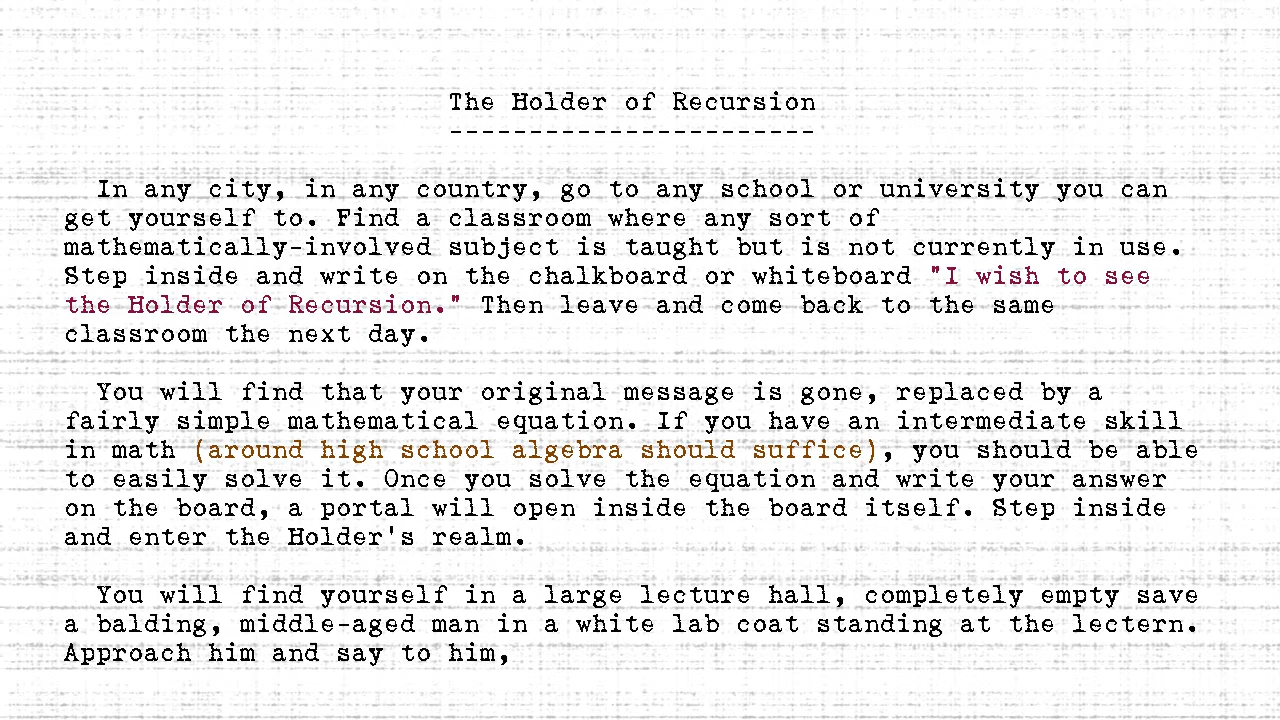 The Holder of Recursion
-----------------------
In any city, in any country, go to any school or university you can
get yourself to. Find a classroom where any sort of
mathematically-involved subject is taught but is not currently in use.
Step inside and write on the chalkboard or whiteboard "I wish to see
the Holder of Recursion." Then leave and come back to the same
classroom the next day.
You will find that your original message is gone, replaced by a
fairly simple mathematical equation. If you have an intermediate skill
in math (around high school algebra should suffice), you should be able
to easily solve it. Once you solve the equation and write your answer
on the board, a portal will open inside the board itself. Step inside
and enter the Holder's realm.
You will find yourself in a large lecture hall, completely empty save
a balding, middle-aged man in a white lab coat standing at the lectern.
Approach him and say to him,